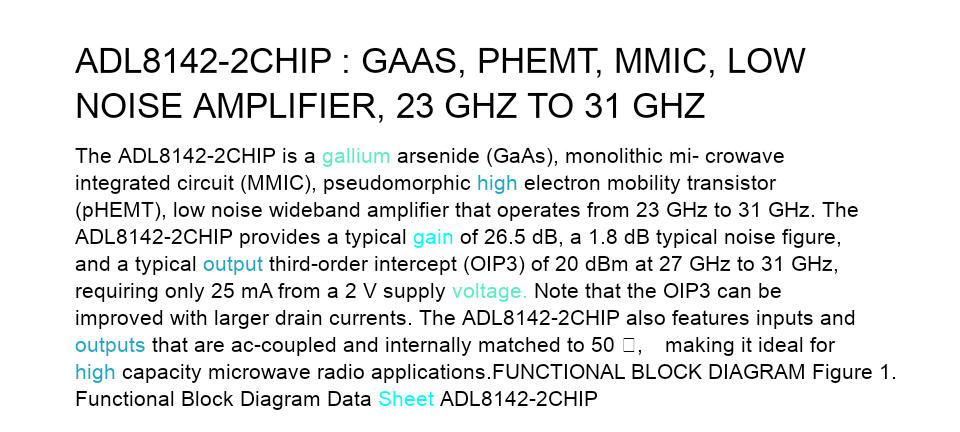 ADL8142-2CHIP : GAAS, PHEMT, MMIC, LOW
NOISE AMPLIFIER, 23 GHZ TO 31 GHZ
The ADL8142-2CHIP is a gallium arsenide (GaAs), monolithic mi- crowave
integrated circuit (MMIC), pseudomorphic high electron mobility transistor
(pHEMT), low noise wideband amplifier that operates from 23 GHz to 31 GHz. The
ADL8142-2CHIP provides a typical gain of 26.5 dB, a 1.8 dB typical noise figure,
and a typical output third-order intercept (OIP3) of 20 dBm at 27 GHz to 31 GHz,
requiring only 25 mA from a 2 V supply voltage. Note that the OIP3 can be
improved with larger drain currents. The ADL8142-2CHIP also features inputs and
outputs that are ac-coupled and internally matched to 50 □, making it ideal for
high capacity microwave radio applications.FUNCTIONAL BLOCK DIAGRAM Figure 1.
Functional Block Diagram Data Sheet ADL8142-2CHIP